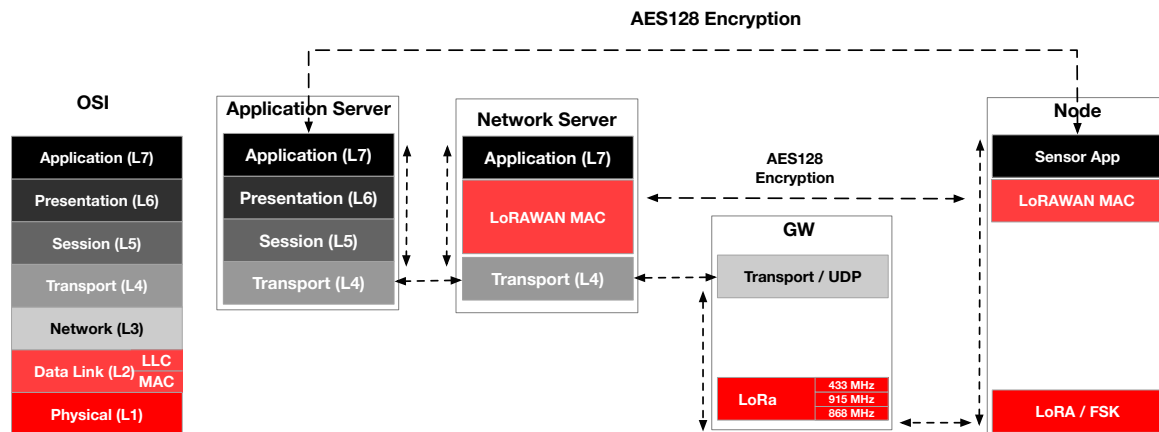 AES128 Encryption
OSI
Application (L7)
Presentation (L6)
Session (L5)
Transport (L4)
Network (L3)
Data Link (L2)
LLC
MAC
Physical (L1)
Application Server
Application (L7)
Presentation (L6)
Session (L5)
Transport (L4)
Network Server
Application (L7)
LoRAWAN MAC
Transport (L4)
AES128
Encryption
GW
Transport / UDP
LoRa
433 MHz
915 MHz
868 MHz
Node
Sensor App
LoRAWAN MAC
LoRA / FSK